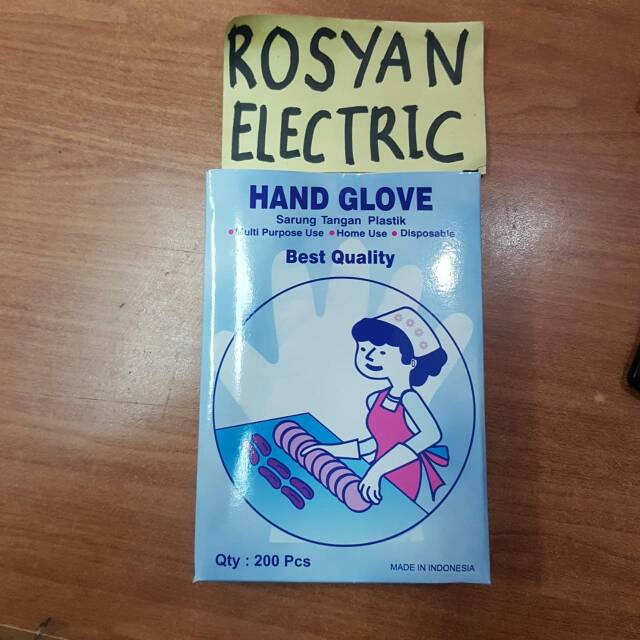 ROSYAN
ELECTRIC
HAND GLOVE
Sarung Tangan Plastik
• Multi Purpose Use • Home Use • Disposable
Best Quality
Qty : 200 Pcs
MADE IN INDONESIA